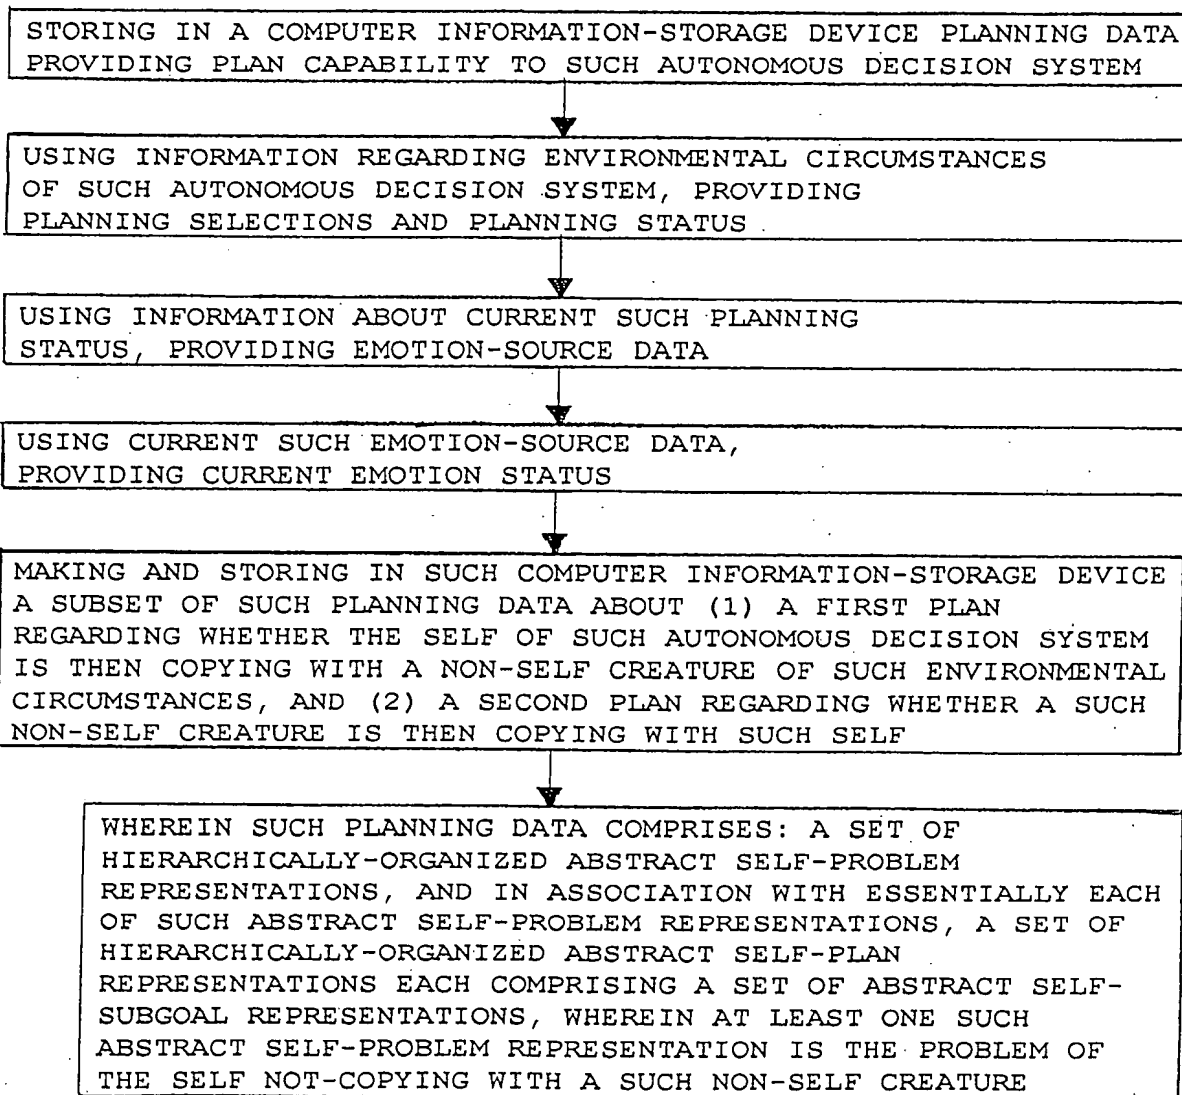 STORING IN A COMPUTER INFORMATION-STORAGE DEVICE PLANNING DATA
PROVIDING PLAN CAPABILITY TO SUCH AUTONOMOUS DECISION SYSTEM
USING INFORMATION REGARDING ENVIRONMENTAL CIRCUMSTANCES
OF SUCH AUTONOMOUS DECISION SYSTEM, PROVIDING
PLANNING SELECTIONS AND PLANNING STATUS
USING INFORMATION ABOUT CURRENT SUCH PLANNING
STATUS, PROVIDING EMOTION-SOURCE DATA
USING CURRENT SUCH EMOTION-SOURCE DATA,
PROVIDING CURRENT EMOTION STATUS
MAKING AND STORING IN SUCH COMPUTER INFORMATION-STORAGE DEVICE
A SUBSET OF SUCH PLANNING DATA ABOUT (1) A FIRST PLAN
REGARDING WHETHER THE SELF OF SUCH AUTONOMOUS DECISION SYSTEM
IS THEN COPYING WITH A NON-SELF CREATURE OF SUCH ENVIRONMENTAL
CIRCUMSTANCES, AND (2) A SECOND PLAN REGARDING WHETHER A SUCH
NON-SELF CREATURE IS THEN COPYING WITH SUCH SELF
WHEREIN SUCH PLANNING DATA COMPRISES: A SET OF
HIERARCHICALLY-ORGANIZED ABSTRACT SELF-PROBLEM
REPRESENTATIONS, AND IN ASSOCIATION WITH ESSENTIALLY EACH
OF SUCH ABSTRACT SELF-PROBLEM REPRESENTATIONS, A SET OF
HIERARCHICALLY-ORGANIZED ABSTRACT SELF-PLAN
REPRESENTATIONS EACH COMPRISING A SET OF ABSTRACT SELF-
SUBGOAL REPRESENTATIONS, WHEREIN AT LEAST ONE SUCH
ABSTRACT SELF-PROBLEM REPRESENTATION IS THE PROBLEM OF
THE SELF NOT-COPYING WITH A SUCH NON-SELF CREATURE